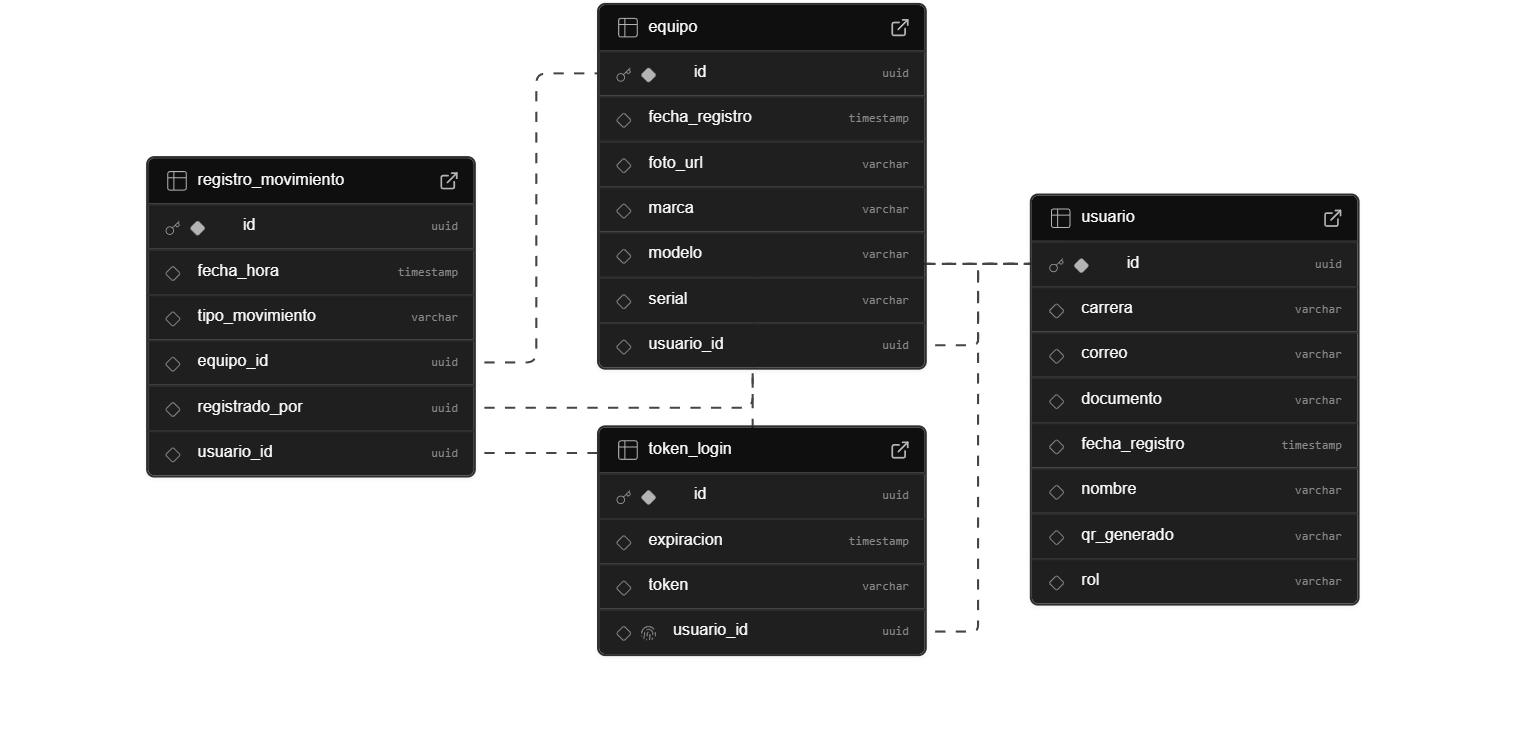 equipo
id uuid
fecha_registro timestamp
foto_url varchar
marca varchar
modelo varchar
serial varchar
usuario_id uuid
registro_movimiento
id uuid
fecha_hora timestamp
tipo_movimiento varchar
equipo_id uuid
registrado_por uuid
usuario_id uuid
token_login
id uuid
expiracion timestamp
token varchar
usuario_id uuid
usuario
id uuid
carrera varchar
correo varchar
documento varchar
fecha_registro timestamp
nombre varchar
qr_generado varchar
rol varchar